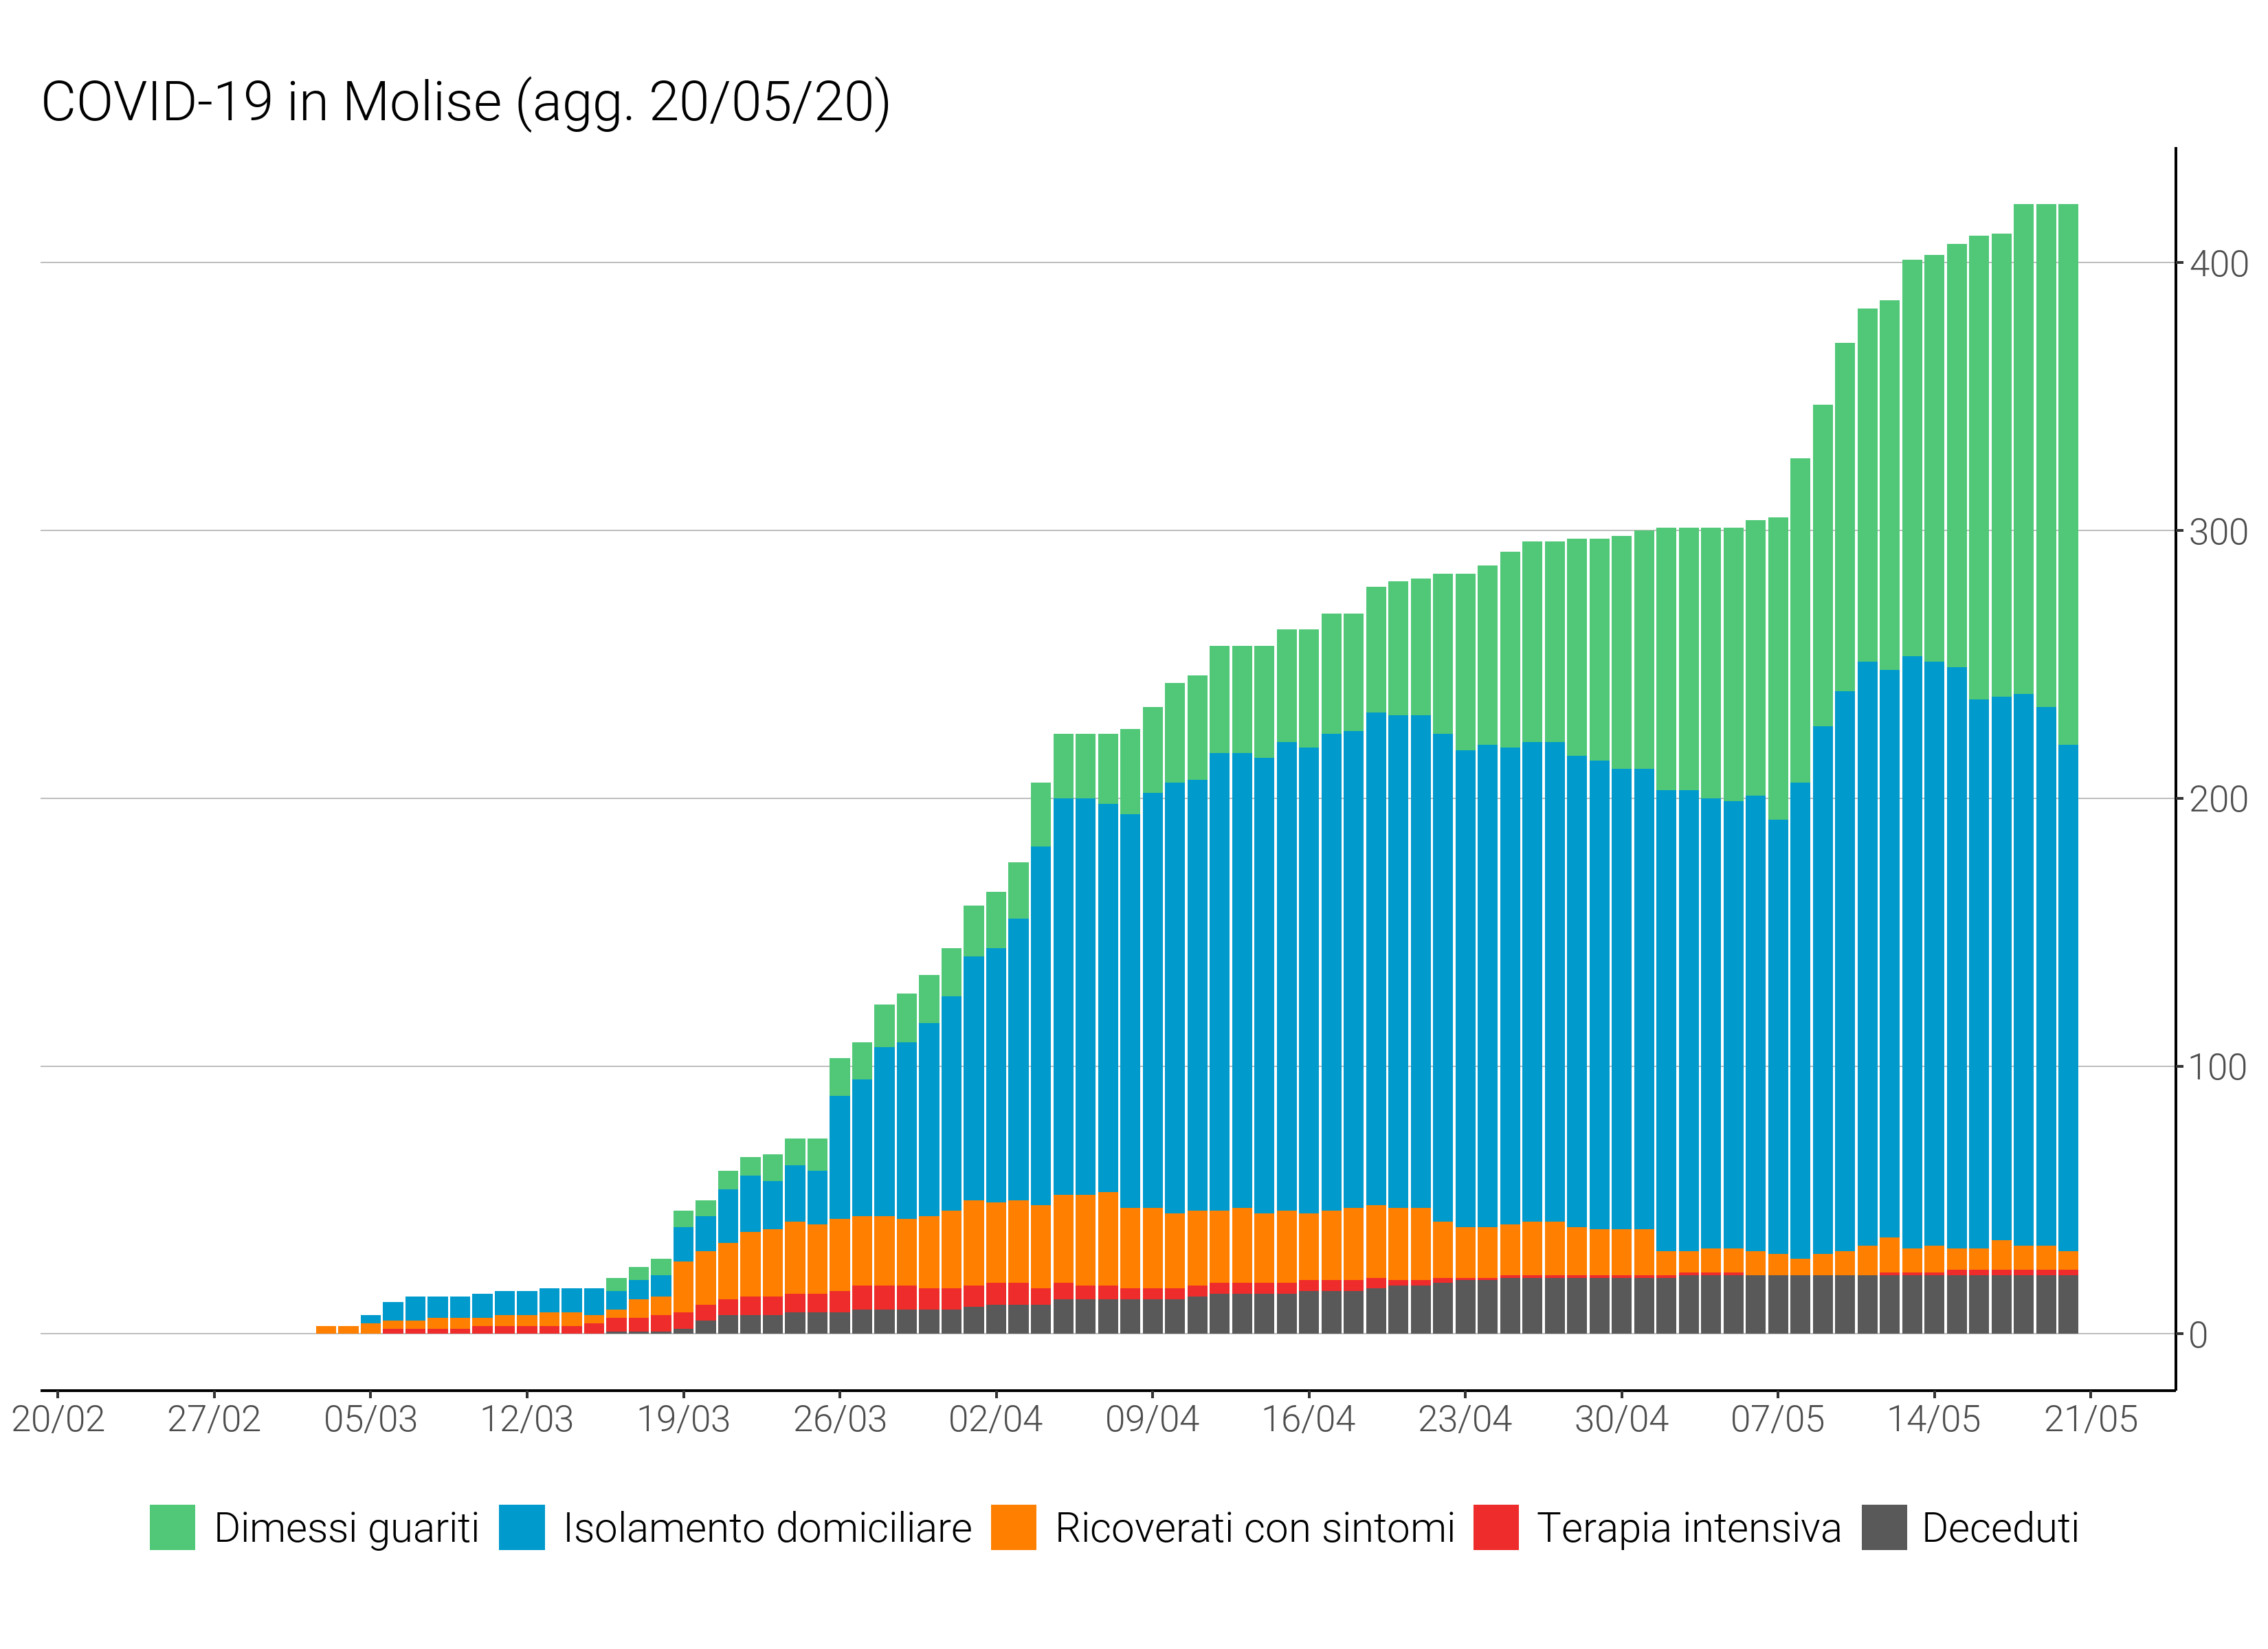 COVID-19 in Molise (agg. 20/05/20)
400
300
200
100
0
20/02 27/02 05/03 12/03 19/03 26/03 02/04 09/04 16/04 23/04 30/04 07/05 14/05 21/05
Dimessi guariti Isolamento domiciliare Ricoverati con sintomi Terapia intensiva Deceduti